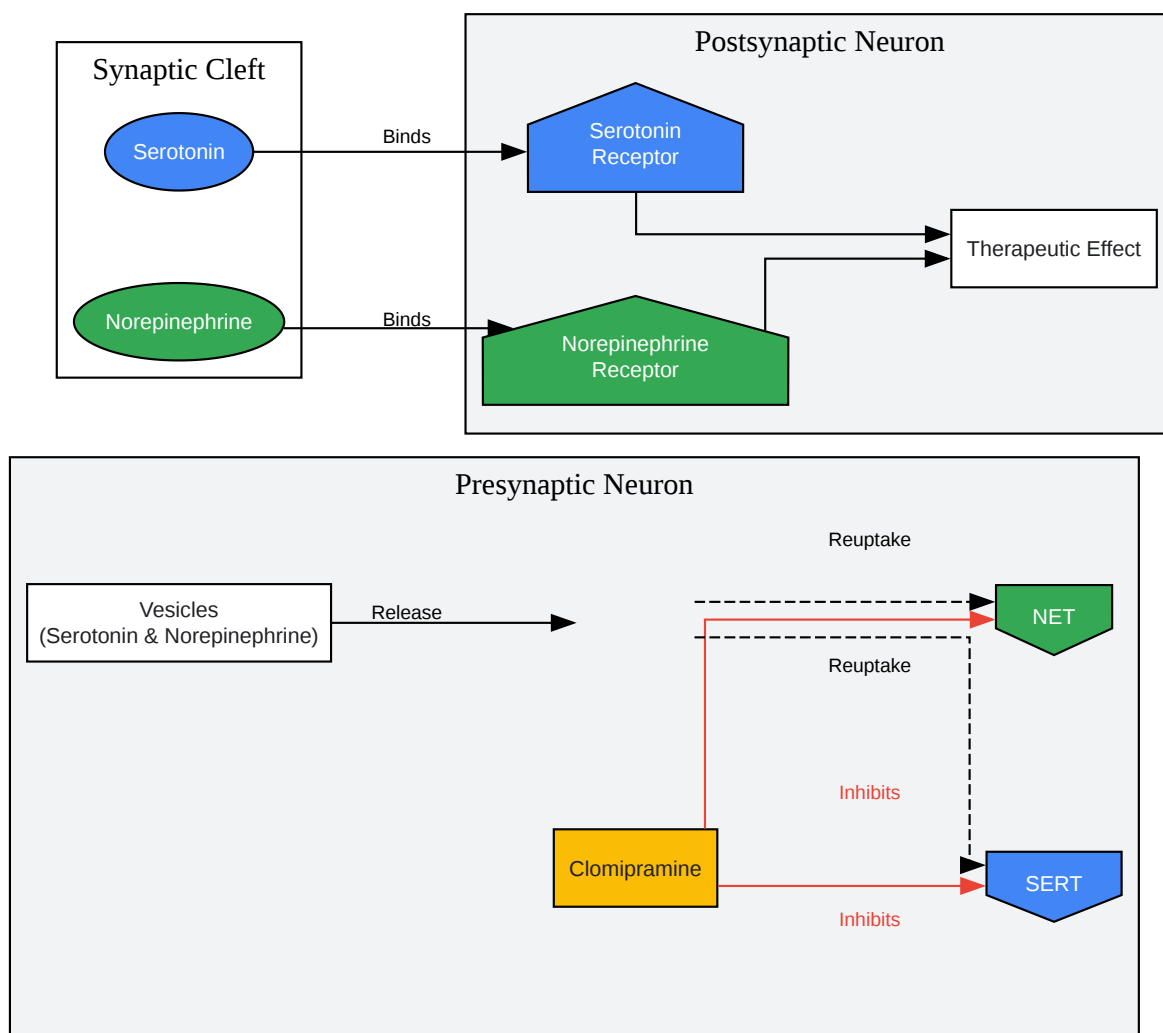 Postsynaptic Neuron
Synaptic Cleft
Serotonin
Binds
Serotonin
Receptor
Therapeutic Effect
Norepinephrine
Binds
Norepinephrine
Receptor
Presynaptic Neuron
Reuptake
Vesicles
(Serotonin & Norepinephrine)
Release
NET
Reuptake
Inhibits
Clomipramine
SERT
Inhibits